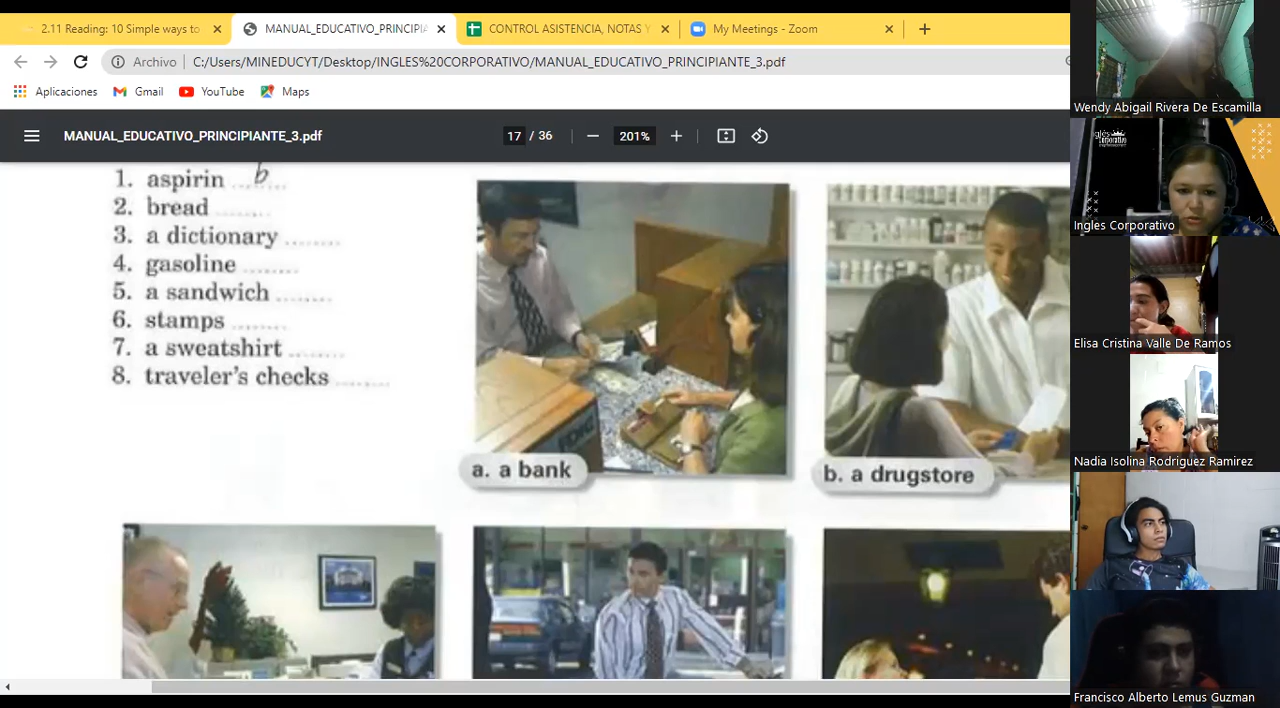 2.11 Reading: 10 Simple ways to
MANUAL_EDUCATIVO_PRINCIPIA
CONTROL ASISTENCIA, NOTAS Y
My Meetings - Zoom
Archivo
C:/Users/MINEDUCYT/Desktop/INGLES%20CORPORATIVO/MANUAL_EDUCATIVO_PRINCIPIANTE_3.pdf
Aplicaciones
Gmail
YouTube
Maps
MANUAL_EDUCATIVO_PRINCIPIANTE_3.pdf
17 / 36
201%
1. aspirin b
2. bread ........
3. a dictionary ........
4. gasoline ........
5. a sandwich ........
6. stamps ........
7. a sweatshirt ........
8. traveler's checks ........
a. a bank
b. a drugstore
Wendy Abigail Rivera De Escamilla
Ingles Corporativo
Elisa Cristina Valle De Ramos
Nadia Isolina Rodriguez Ramirez
Francisco Alberto Lemus Guzman